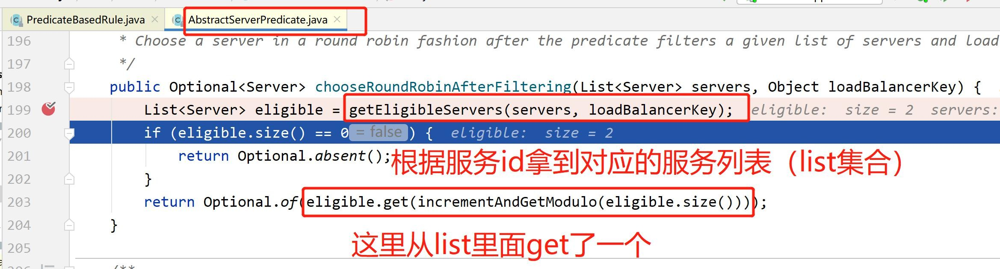 PredicateBasedRule.java AbstractServerPredicate.java
196 * Choose a server in a round robin fashion after the predicate filters a given list of servers and load
197 */
198 public Optional<Server> chooseRoundRobinAfterFiltering(List<Server> servers, Object loadBalancerKey) {
199 List<Server> eligible = getEligibleServers(servers, loadBalancerKey); eligible: size = 2 servers:
200 if (eligible.size() == 0 = false ) { eligible: size = 2
201 return Optional.absent();
根据服务id拿到对应的服务列表（list集合）
202 }
203 return Optional.of(eligible.get(incrementAndGetModulo(eligible.size())));
204 }
这里从list里面get了一个
205
206 /**